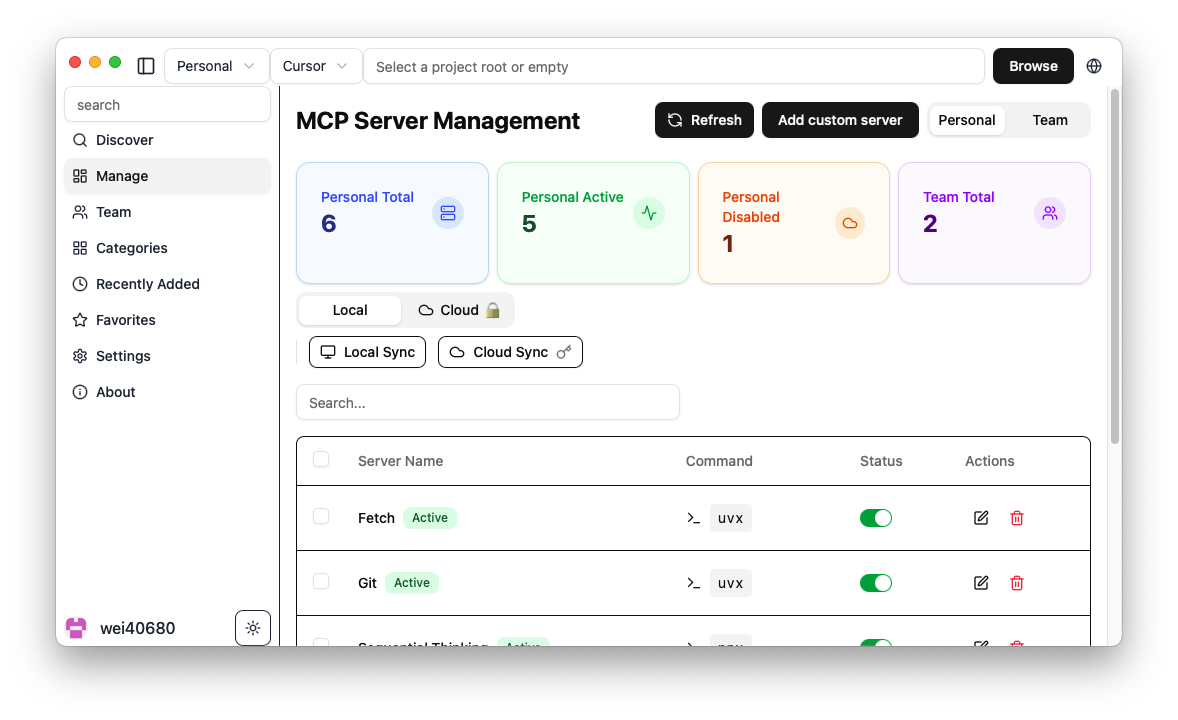 Personal
Cursor
Select a project root or empty
Browse
search
Discover
Manage
Team
Categories
Recently Added
Favorites
Settings
About
wei40680
MCP Server Management
Refresh
Add custom server
Personal
Team
Personal Total
6
Personal Active
5
Personal
Disabled
1
Team Total
2
Local
Cloud
Local Sync
Cloud Sync
Search...
Server Name
Command
Status
Actions
Fetch
Active
uvx
Git
Active
uvx
Sequential Thinking
Active